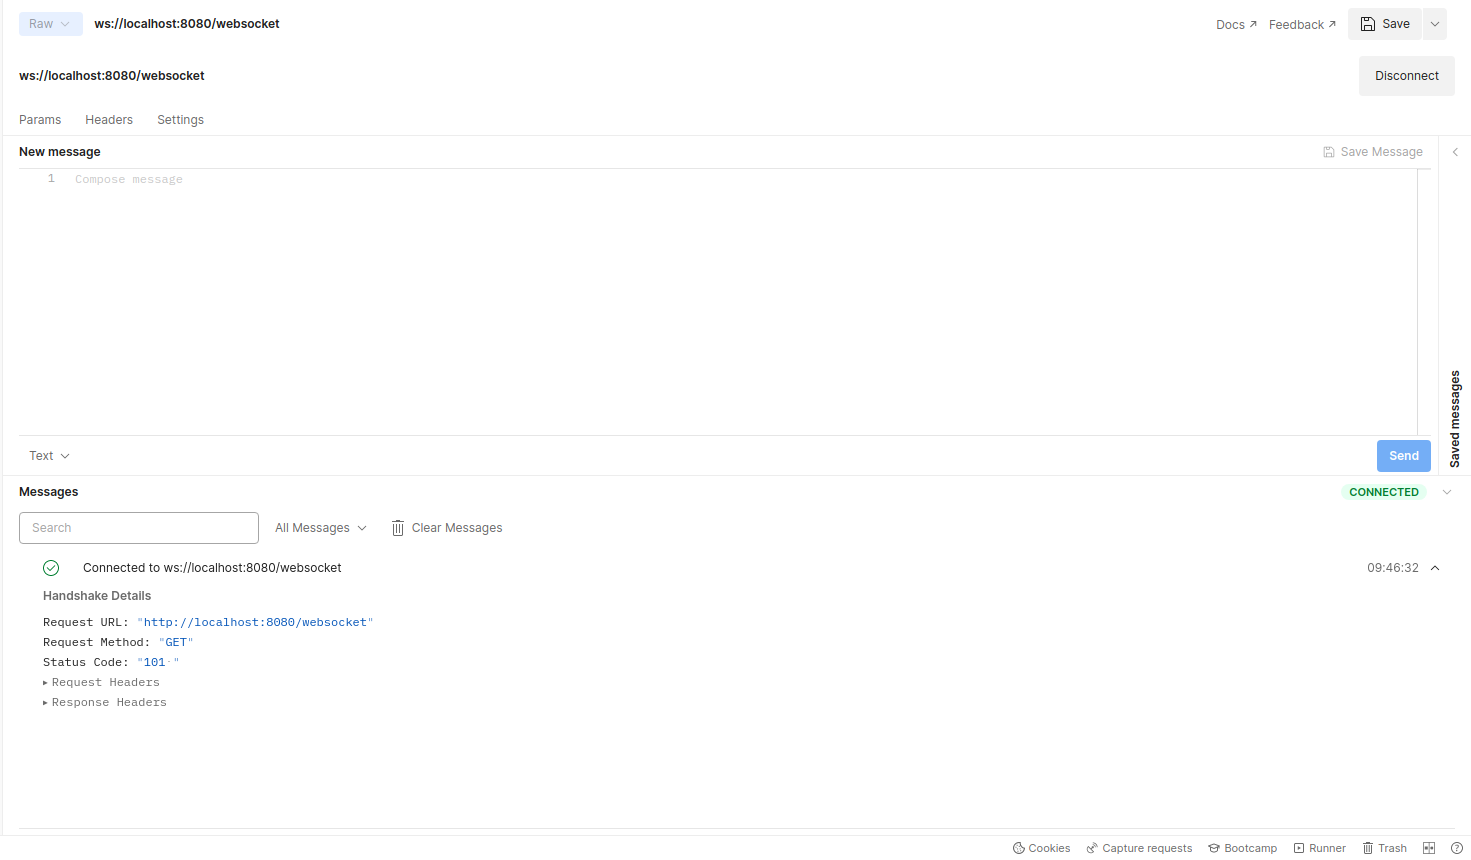 Raw ws://localhost:8080/websocket Docs Feedback Save
ws://localhost:8080/websocket Disconnect
Params Headers Settings
New message Save Message
1 Compose message
Saved messages
Text Send
Messages CONNECTED
Search All Messages Clear Messages
Connected to ws://localhost:8080/websocket 09:46:32
Handshake Details
Request URL: "http://localhost:8080/websocket"
Request Method: "GET"
Status Code: "101 "
Request Headers
Response Headers
Cookies Capture requests Bootcamp Runner Trash